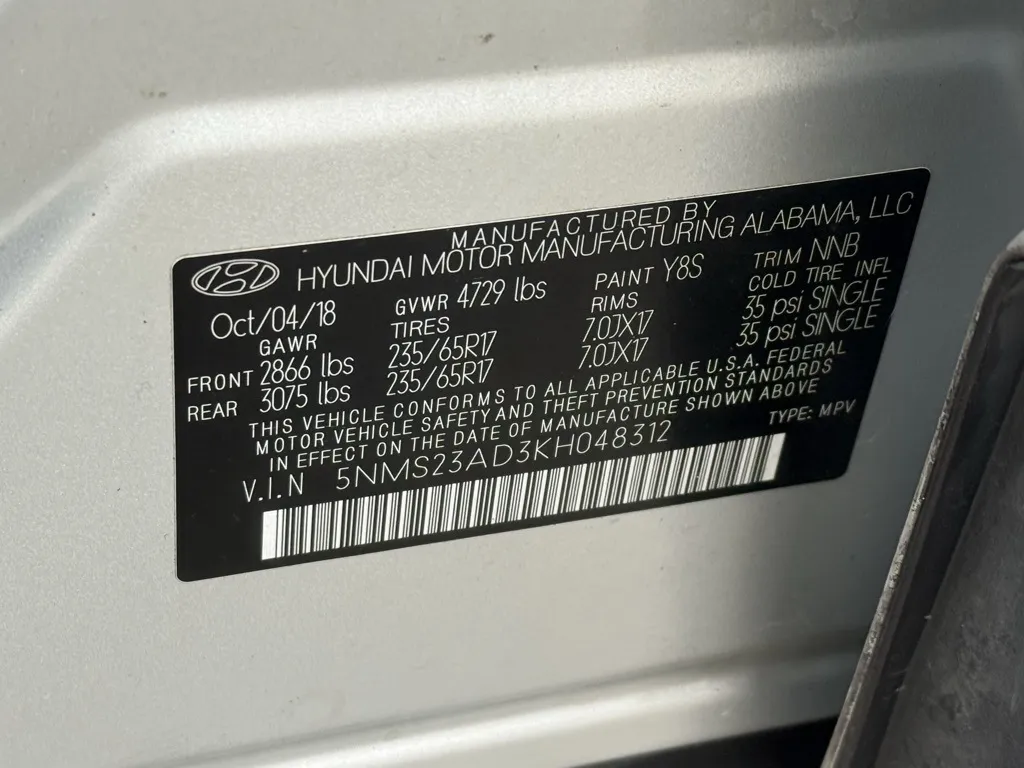 MANUFACTURED BY
HYUNDAI MOTOR MANUFACTURING ALABAMA, LLC
Oct/04/18 GVWR 4729 lbs PAINT Y8S TRIM NNB
GAWR TIRES RIMS COLD TIRE INFL
FRONT 2866 lbs 235/65R17 7.0JX17 35 psi SINGLE
REAR 3075 lbs 235/65R17 7.0JX17 35 psi SINGLE
THIS VEHICLE CONFORMS TO ALL APPLICABLE U.S.A. FEDERAL
MOTOR VEHICLE SAFETY AND THEFT PREVENTION STANDARDS
IN EFFECT ON THE DATE OF MANUFACTURE SHOWN ABOVE
V.I.N 5NMS23AD3KH048312 TYPE: MPV